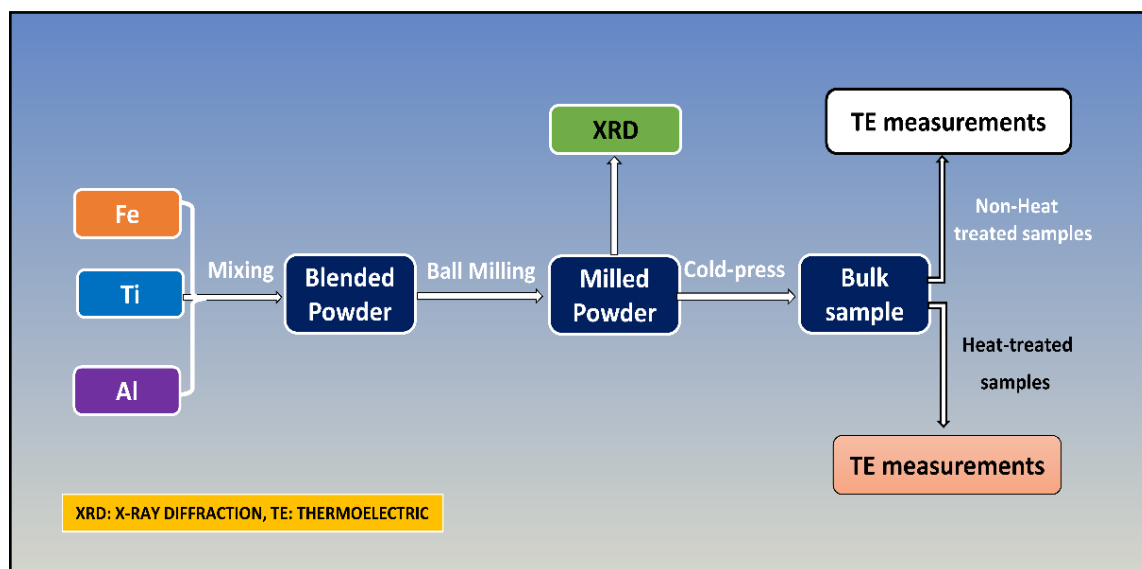 XRD
TE measurements
Fe
Ti
Al
Mixing
Blended
Powder
Ball Milling
Milled
Powder
Cold-press
Bulk
sample
Non-Heat
treated samples
Heat-treated
samples
TE measurements
XRD: X-RAY DIFFRACTION, TE: THERMOELECTRIC